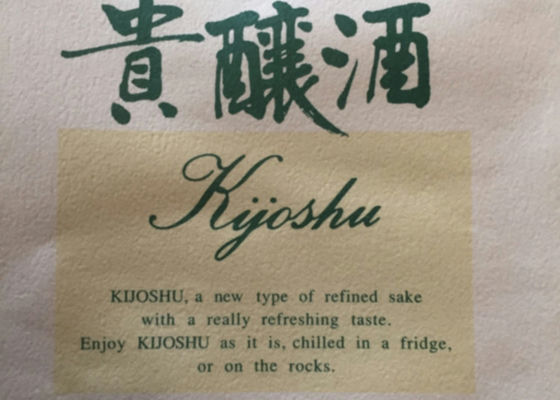 貴醸酒
Kijoshu
KIJOSHU, a new type of refined sake
with a really refreshing taste.
Enjoy KIJOSHU as it is, chilled in a fridge,
or on the rocks.